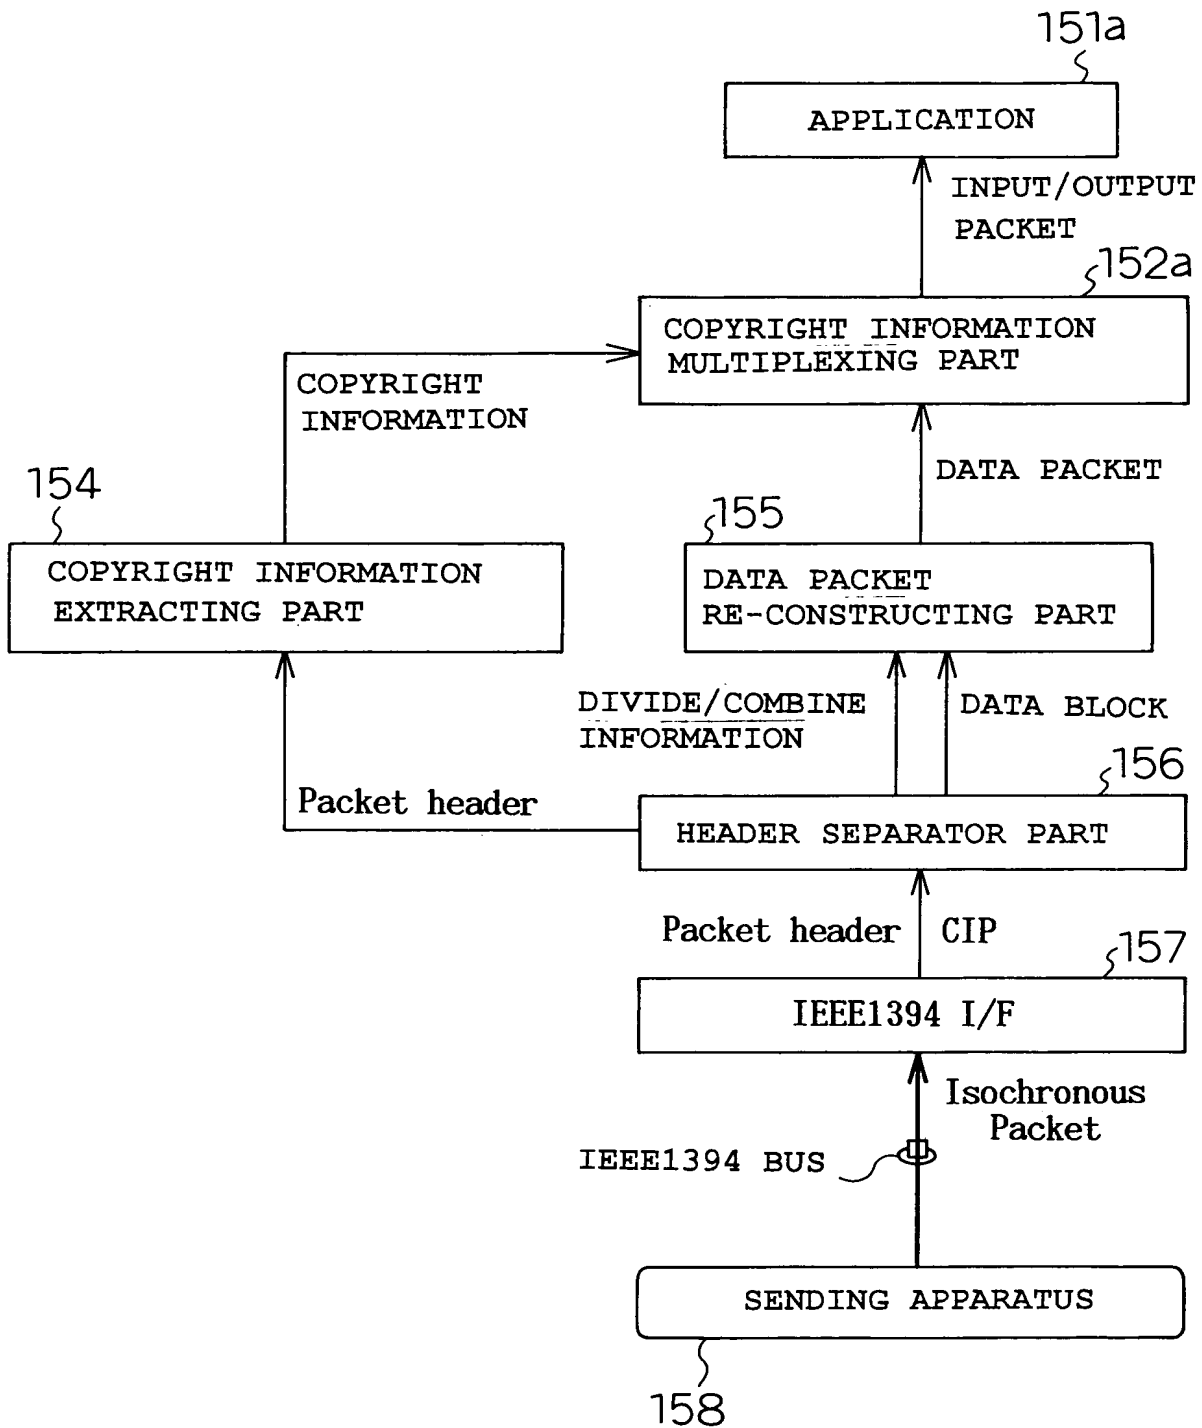 151a
APPLICATION
INPUT/OUTPUT
PACKET
152a
COPYRIGHT INFORMATION
MULTIPLEXING PART
COPYRIGHT
INFORMATION
DATA PACKET
154
155
COPYRIGHT INFORMATION
EXTRACTING PART
DATA PACKET
RE-CONSTRUCTING PART
DIVIDE/COMBINE
INFORMATION
DATA BLOCK
156
Packet header
HEADER SEPARATOR PART
Packet header
CIP
157
IEEE1394 I/F
Isochronous
Packet
IEEE1394 BUS
SENDING APPARATUS
158